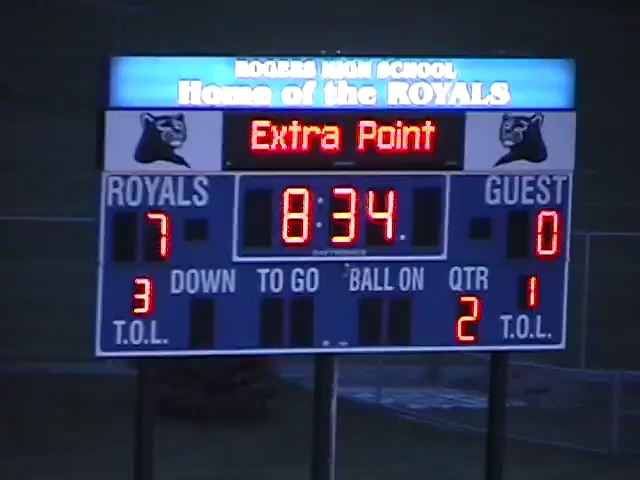 ROGERS HIGH SCHOOL
Home of the ROYALS
Extra Point
ROYALS 8:34 GUEST
7 0
DOWN TO GO BALL ON QTR
3 2 1
T.O.L. T.O.L.